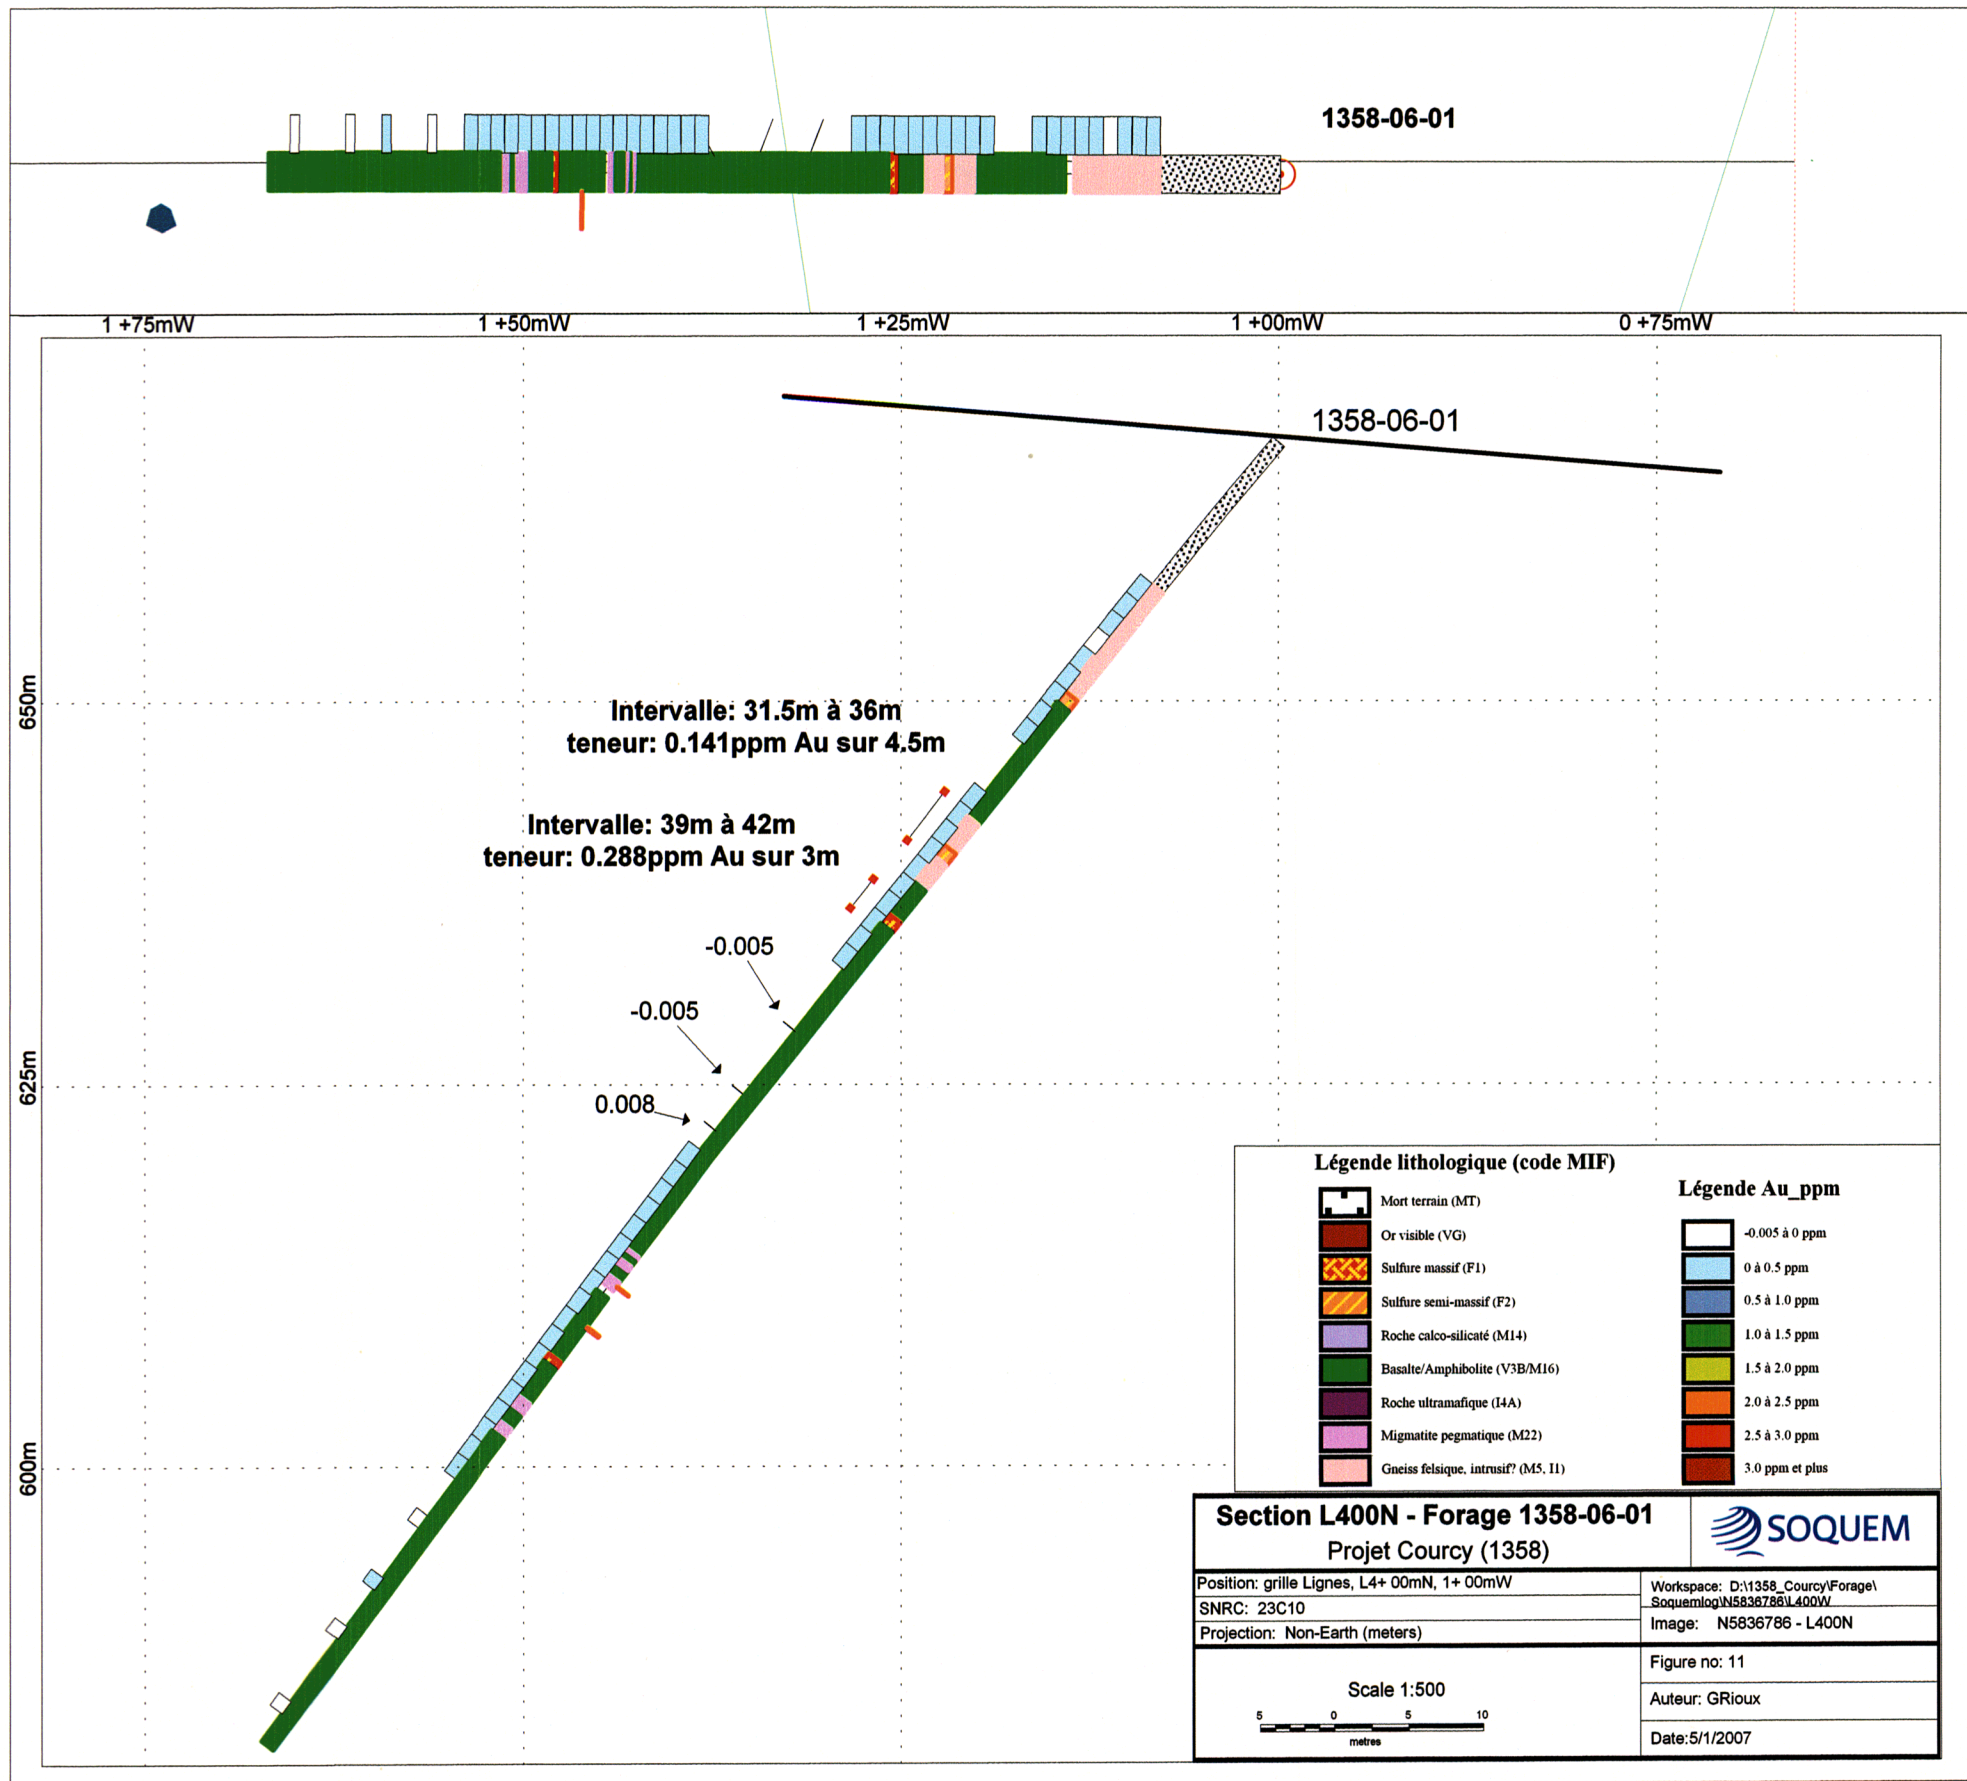 1358-06-01
1 +75mW 1 +50mW 1 +25mW 1 +00mW 0 +75mW
1358-06-01
650m
Intervalle: 31.5m à 36m
teneur: 0.141ppm Au sur 4.5m
Intervalle: 39m à 42m
teneur: 0.288ppm Au sur 3m
-0.005
-0.005
625m
0.008
600m
Légende lithologique (code MIF)
Mort terrain (MT)
Or visible (VG)
Sulfure massif (F1)
Sulfure semi-massif (F2)
Roche calco-silicaté (M14)
Basalte/Amphibolite (V3B/M16)
Roche ultramafique (I4A)
Migmatite pegmatique (M22)
Gneiss felsique, intrusif? (M5, I1)
Légende Au_ppm
-0.005 à 0 ppm
0 à 0.5 ppm
0.5 à 1.0 ppm
1.0 à 1.5 ppm
1.5 à 2.0 ppm
2.0 à 2.5 ppm
2.5 à 3.0 ppm
3.0 ppm et plus
Section L400N - Forage 1358-06-01
Projet Courcy (1358)
SOQUEM
Position: grille Lignes, L4+ 00mN, 1+ 00mW
SNRC: 23C10
Projection: Non-Earth (meters)
Workspace: D:\1358_Courcy\Forage\
Soquemlog\N5836786\L400W
Image: N5836786 - L400N
Scale 1:500
5 0 5 10
metres
Figure no: 11
Auteur: GRioux
Date:5/1/2007